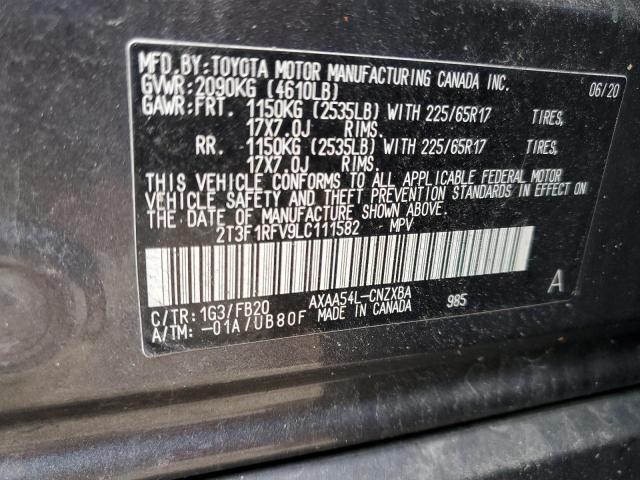 MFD.BY:TOYOTA MOTOR MANUFACTURING CANADA INC.
GVWR:2090KG (4610LB) 06/20
GAWR:FRT. 1150KG (2535LB) WITH 225/65R17 TIRES,
17X7.0J RIMS.
RR. 1150KG (2535LB) WITH 225/65R17 TIRES,
17X7.0J RIMS.
THIS VEHICLE CONFORMS TO ALL APPLICABLE FEDERAL MOTOR
VEHICLE SAFETY AND THEFT PREVENTION STANDARDS IN EFFECT ON
THE DATE OF MANUFACTURE SHOWN ABOVE.
2T3F1RFV9LC111582 MPV
C/TR:1G3/FB20 AXAA54L-CNZXBA 985 A
A/TM:-01A/UB80F MADE IN CANADA